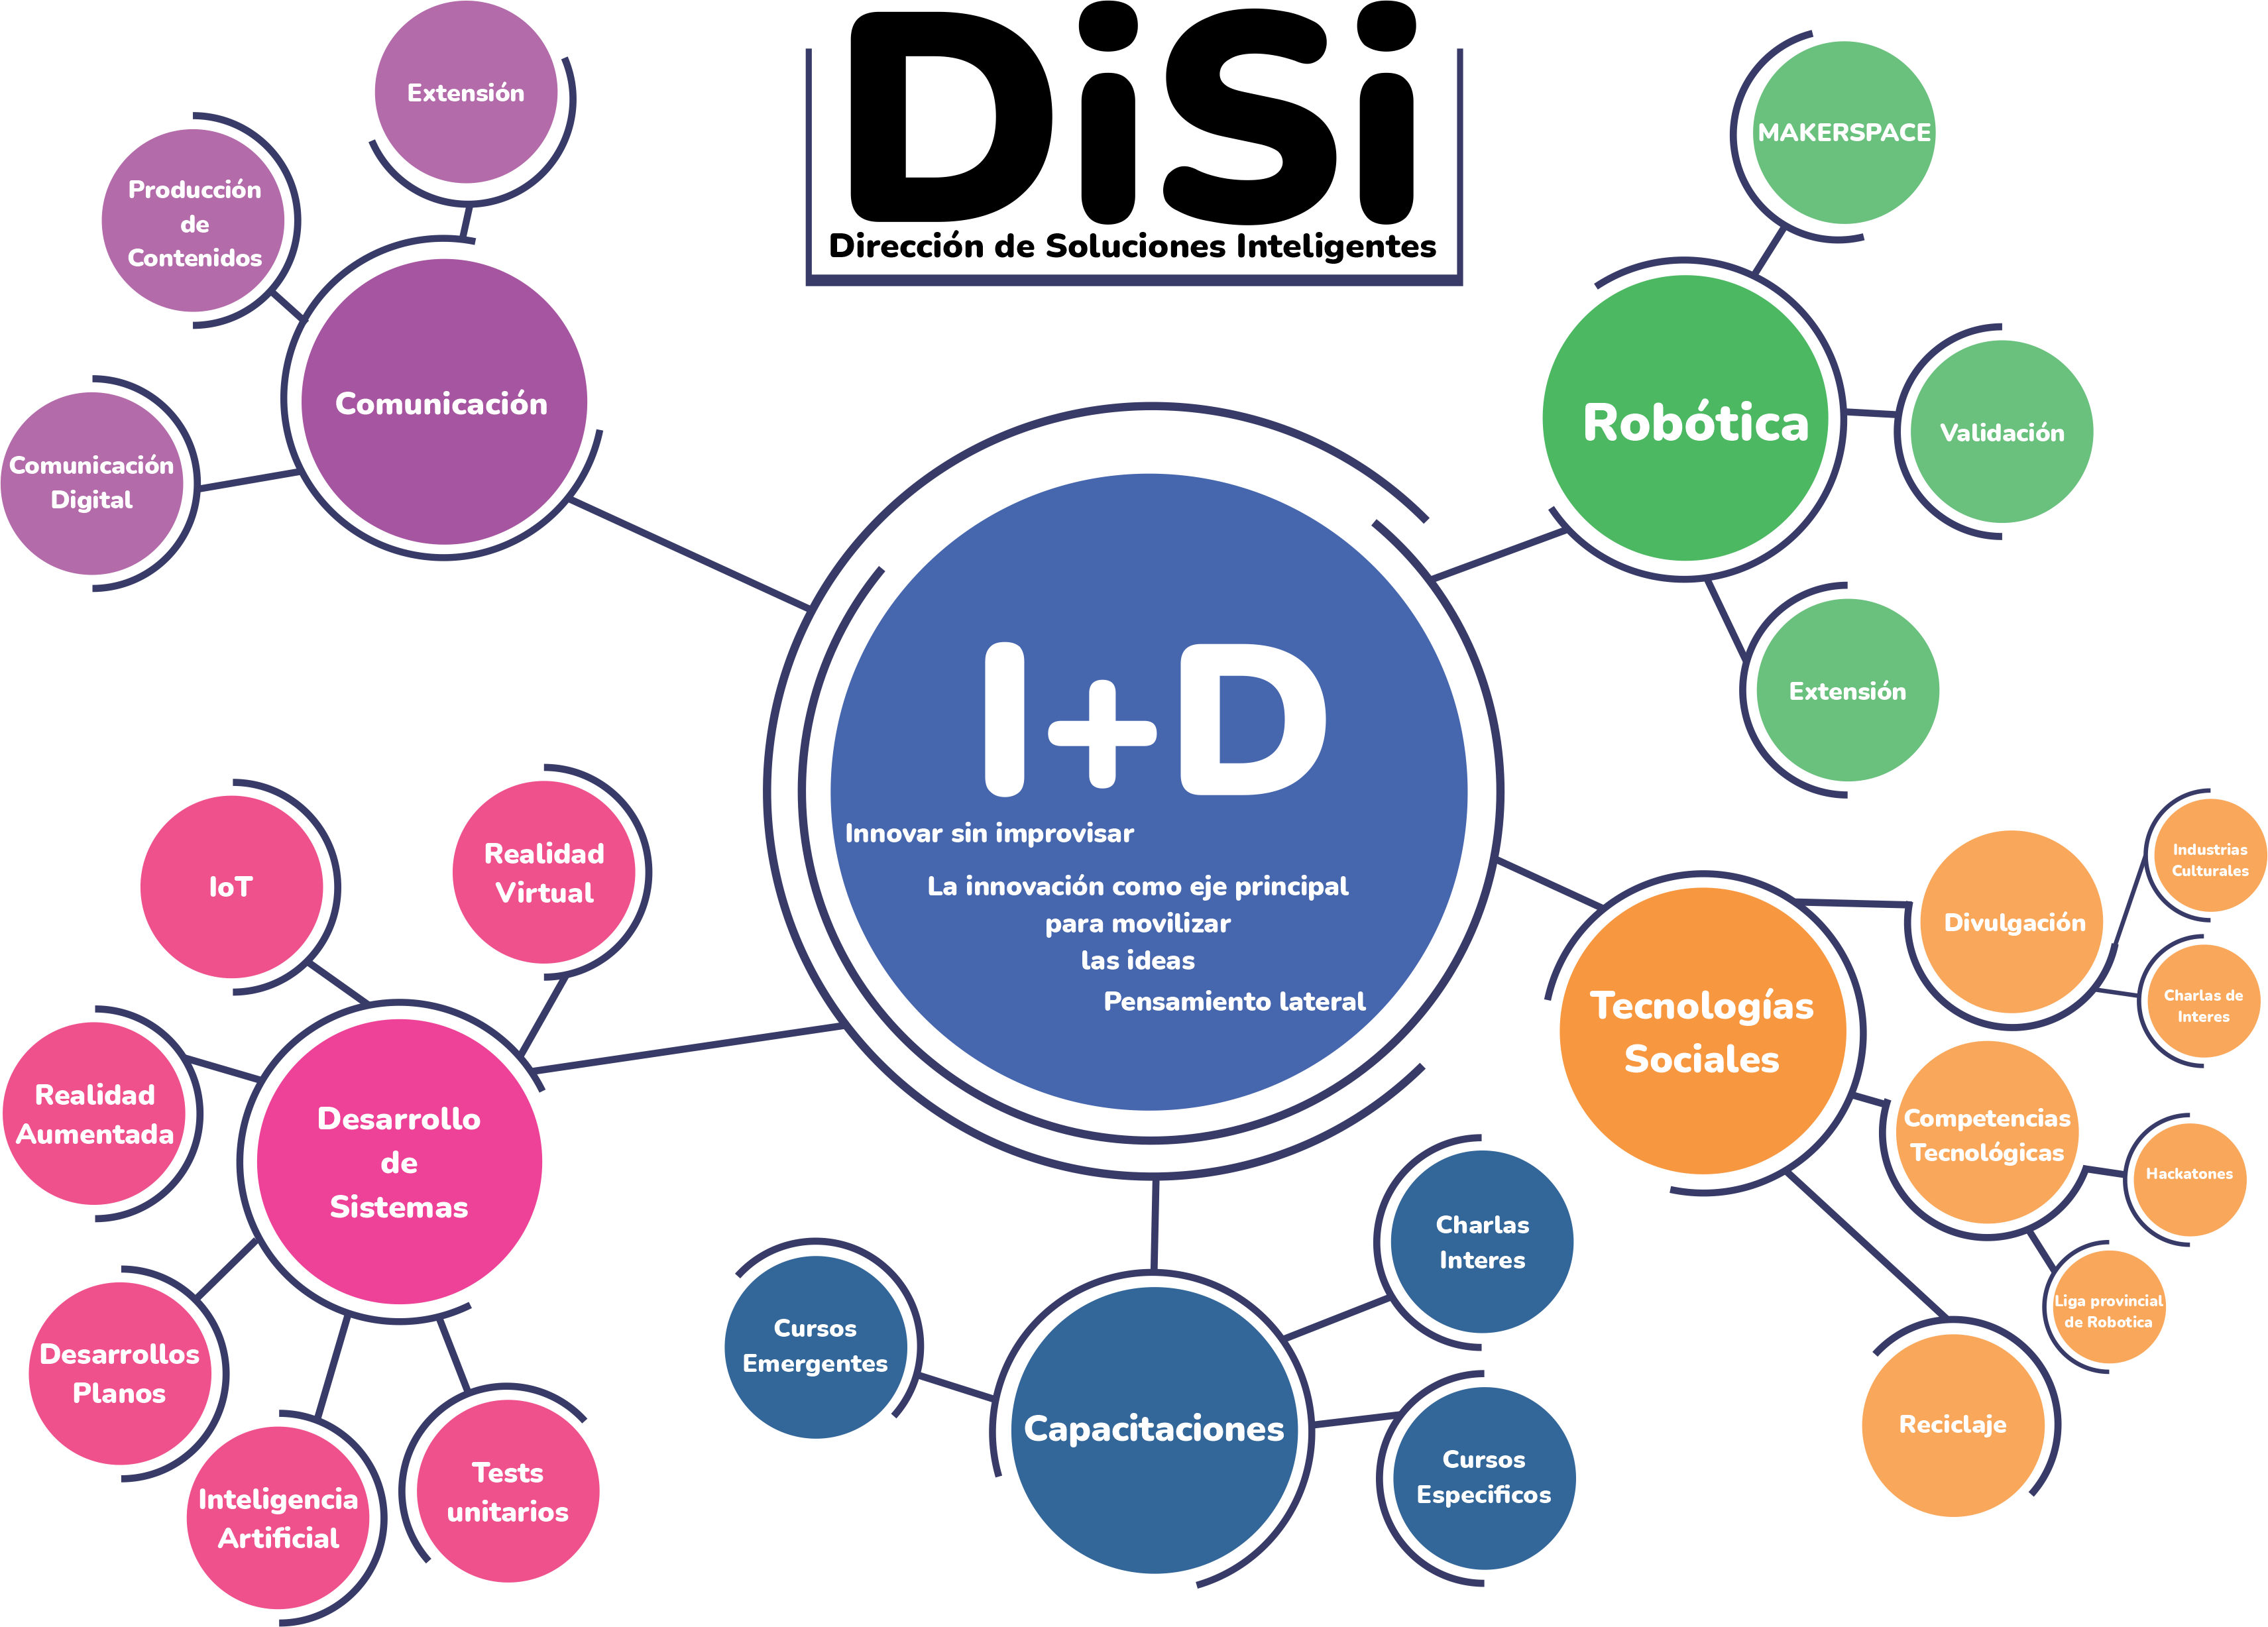 DiSi
Dirección de Soluciones Inteligentes
Extensión
Producción
de
Contenidos
Comunicación
Comunicación
Digital
MAKERSPACE
Robótica
Validación
Extensión
I+D
Innovar sin improvisar
La innovación como eje principal
para movilizar
las ideas
Pensamiento lateral
IoT
Realidad
Virtual
Realidad
Aumentada
Desarrollo
de
Sistemas
Desarrollos
Planos
Inteligencia
Artificial
Tests
unitarios
Cursos
Emergentes
Capacitaciones
Charlas
Interes
Cursos
Especificos
Tecnologías
Sociales
Divulgación
Industrias
Culturales
Charlas de
Interes
Competencias
Tecnológicas
Hackatones
Liga provincial
de Robotica
Reciclaje